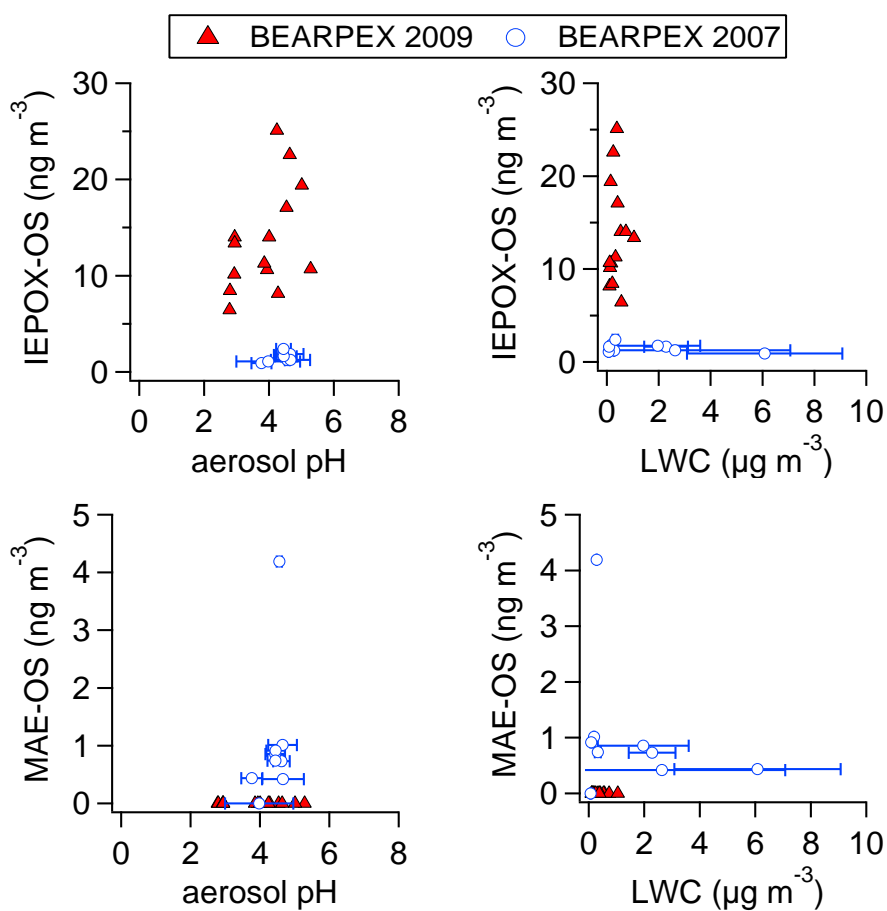 BEARPEX 2009 BEARPEX 2007
IEPOX-OS (ng m⁻³)
30
20
10
0
0 2 4 6 8
aerosol pH
IEPOX-OS (ng m⁻³)
30
20
10
0
0 2 4 6 8 10
LWC (µg m⁻³)
MAE-OS (ng m⁻³)
5
4
3
2
1
0
0 2 4 6 8
aerosol pH
MAE-OS (ng m⁻³)
5
4
3
2
1
0
0 2 4 6 8 10
LWC (µg m⁻³)